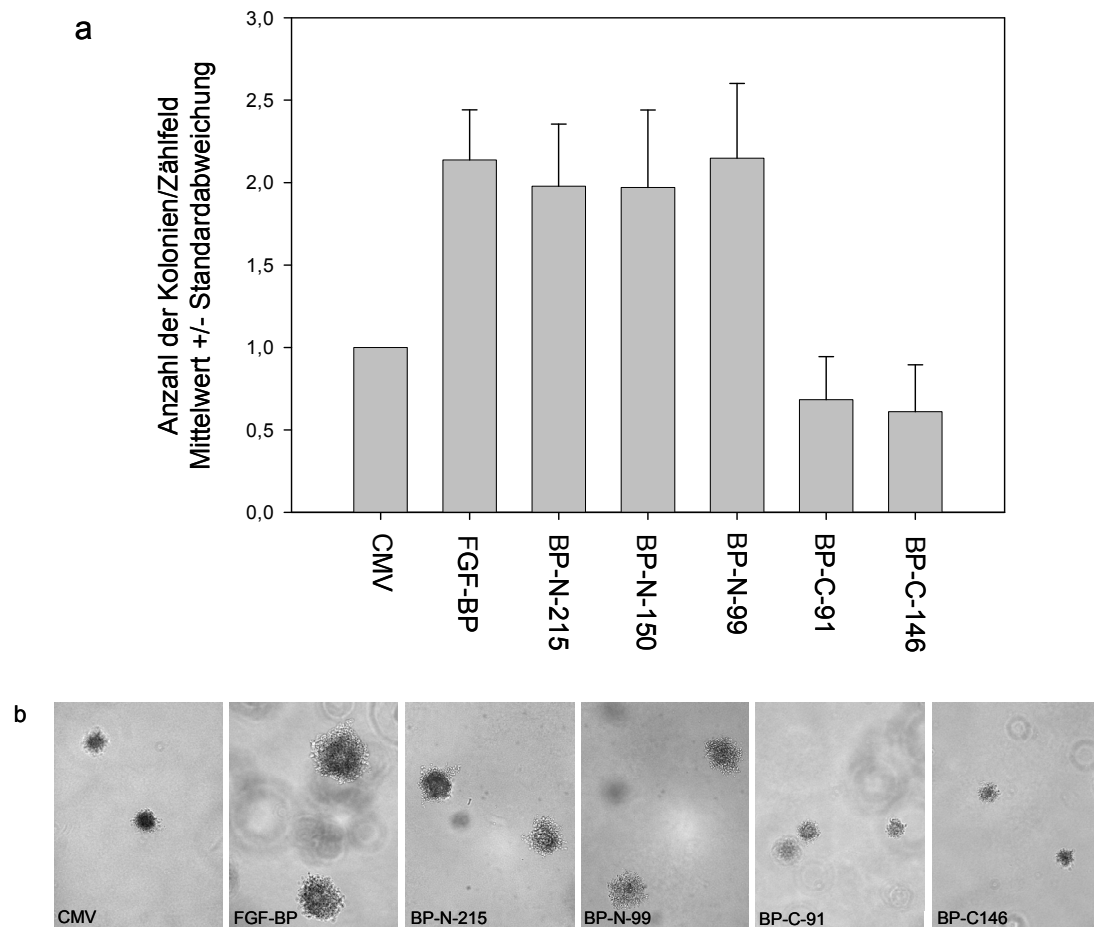 a
Anzahl der Kolonien/Zählfeld
Mittelwert +/- Standardabweichung
3,0
2,5
2,0
1,5
1,0
0,5
0,0
CMV
FGF-BP
BP-N-215
BP-N-150
BP-N-99
BP-C-91
BP-C-146
b
CMV
FGF-BP
BP-N-215
BP-N-99
BP-C-91
BP-C146